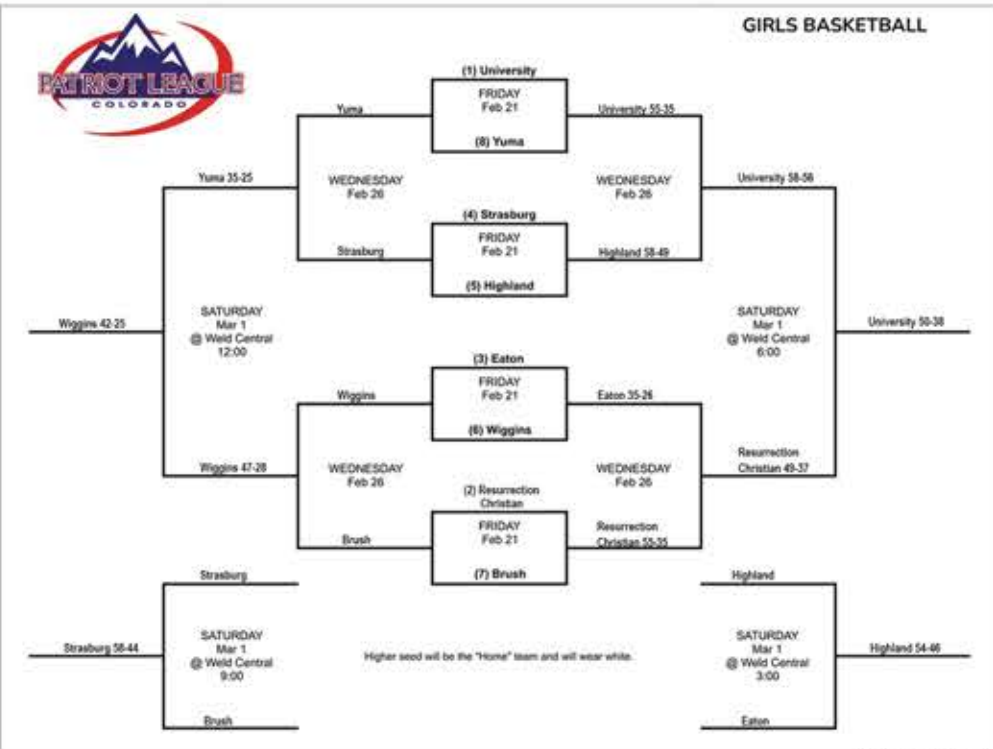 GIRLS BASKETBALL
PATRIOT LEAGUE
COLORADO
(1) University
FRIDAY
Feb 21
(8) Yuma
Yuma
University 55-35
Yuma 35-25
WEDNESDAY
Feb 26
WEDNESDAY
Feb 26
University 58-56
(4) Strasburg
FRIDAY
Feb 21
(5) Highland
Strasburg
Highland 58-49
Wiggins 42-25
SATURDAY
Mar 1
@ Weld Central
12:00
SATURDAY
Mar 1
@ Weld Central
6:00
University 50-38
(3) Eaton
FRIDAY
Feb 21
(6) Wiggins
Wiggins
Eaton 35-26
Wiggins 47-28
WEDNESDAY
Feb 26
WEDNESDAY
Feb 26
Resurrection
Christian 49-37
(2) Resurrection
Christian
FRIDAY
Feb 21
(7) Brush
Brush
Resurrection
Christian 55-35
Strasburg
Highland
Strasburg 56-44
SATURDAY
Mar 1
@ Weld Central
9:00
Higher seed will be the "Home" team and will wear white.
SATURDAY
Mar 1
@ Weld Central
3:00
Highland 54-46
Brush
Eaton